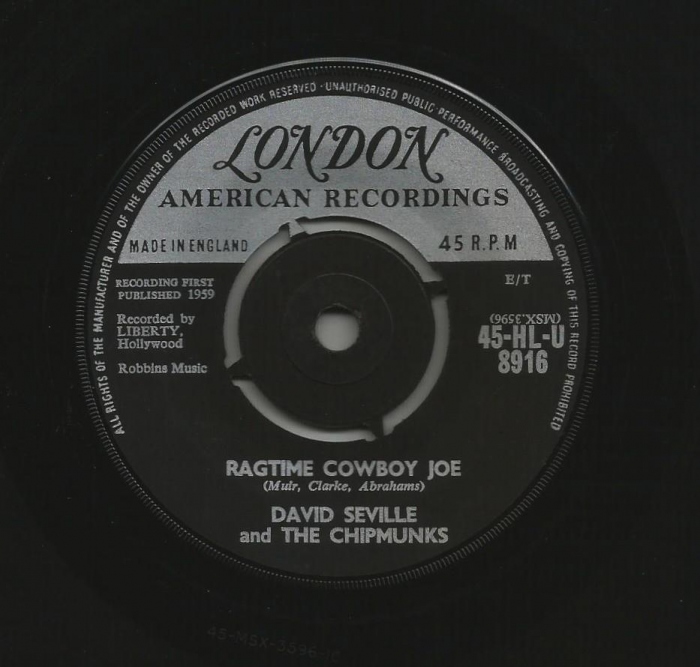 ALL RIGHTS OF THE MANUFACTURER AND OF THE OWNER OF THE RECORDED WORK RESERVED · UNAUTHORISED PUBLIC PERFORMANCE BROADCASTING AND COPYING OF THIS RECORD PROHIBITED
LONDON
AMERICAN RECORDINGS
MADE IN ENGLAND
45 R.P.M
RECORDING FIRST
PUBLISHED 1959
Recorded by
LIBERTY,
Hollywood
Robbins Music
E/T
(MSX.3596)
45-HL-U
8916
RAGTIME COWBOY JOE
(Muir, Clarke, Abrahams)
DAVID SEVILLE
and THE CHIPMUNKS